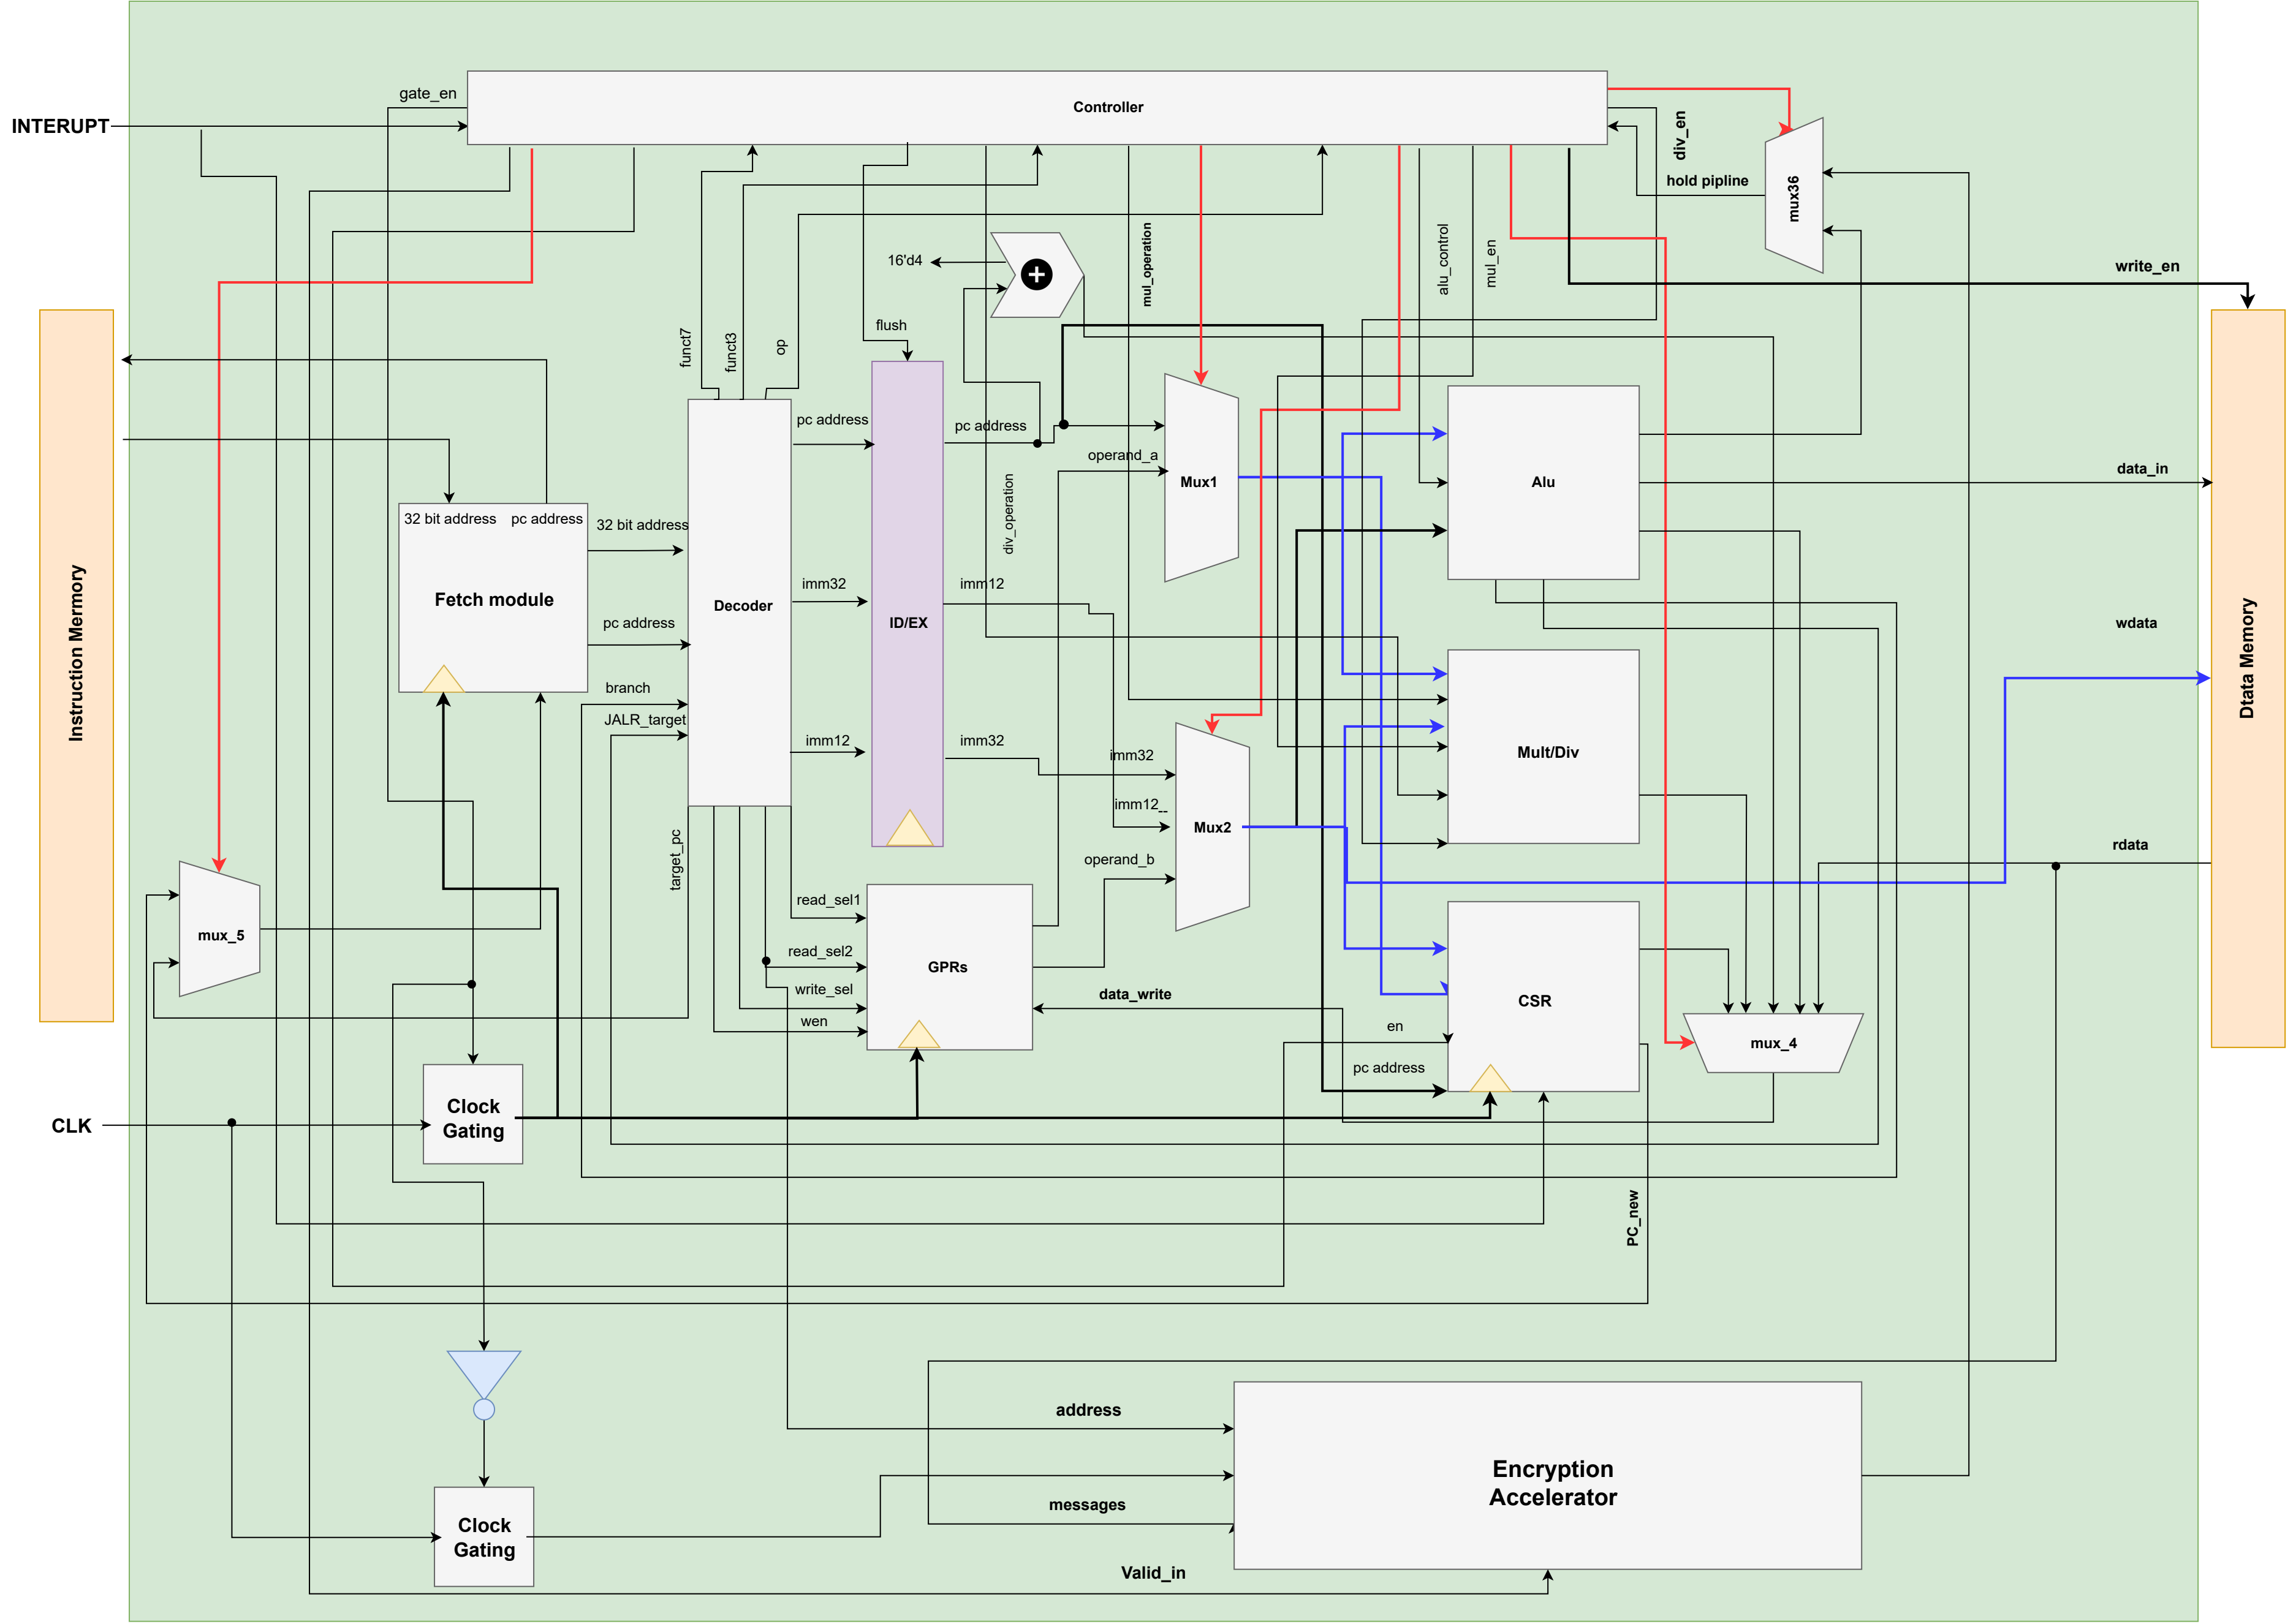 gate_en
Controller
INTERUPT
div_en
hold pipline
mux36
write_en
16'd4
mul_operation
alu_control
mul_en
flush
funct7
funct3
op
pc address
pc address
operand_a
Mux1
Alu
data_in
32 bit address
pc address
32 bit address
div_operation
Instruction Mermory
Fetch module
Decoder
imm32
ID/EX
imm12
pc address
wdata
Dtata Memory
branch
JALR_target
imm12
imm32
imm32
Mult/Div
imm12_--
Mux2
target_pc
operand_b
rdata
read_sel1
mux_5
read_sel2
GPRs
write_sel
data_write
CSR
wen
en
mux_4
pc address
Clock
Gating
CLK
PC_new
address
Encryption
Accelerator
messages
Clock
Gating
Valid_in